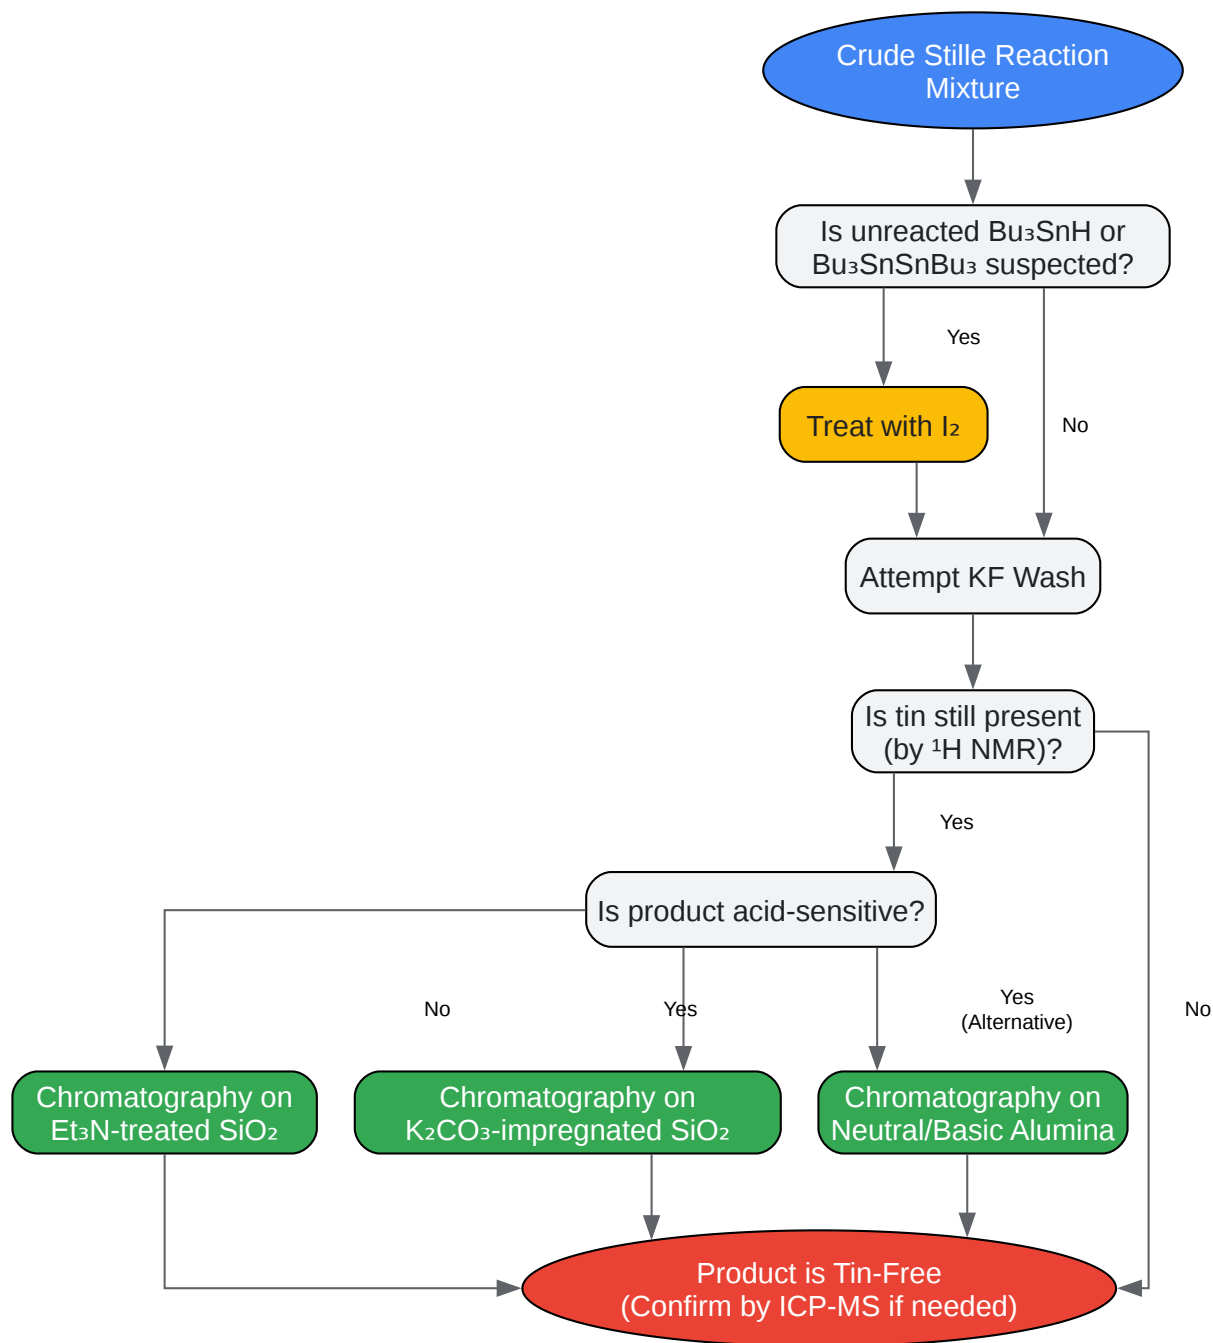 Crude Stille Reaction
Mixture
Is unreacted Bu₃SnH or
Bu₃SnSnBu₃ suspected?
Yes
Treat with I₂
No
Attempt KF Wash
Is tin still present
(by ¹H NMR)?
Yes
Is product acid-sensitive?
No
Yes
Yes
(Alternative)
No
Chromatography on
Et₃N-treated SiO₂
Chromatography on
K₂CO₃-impregnated SiO₂
Chromatography on
Neutral/Basic Alumina
Product is Tin-Free
(Confirm by ICP-MS if needed)